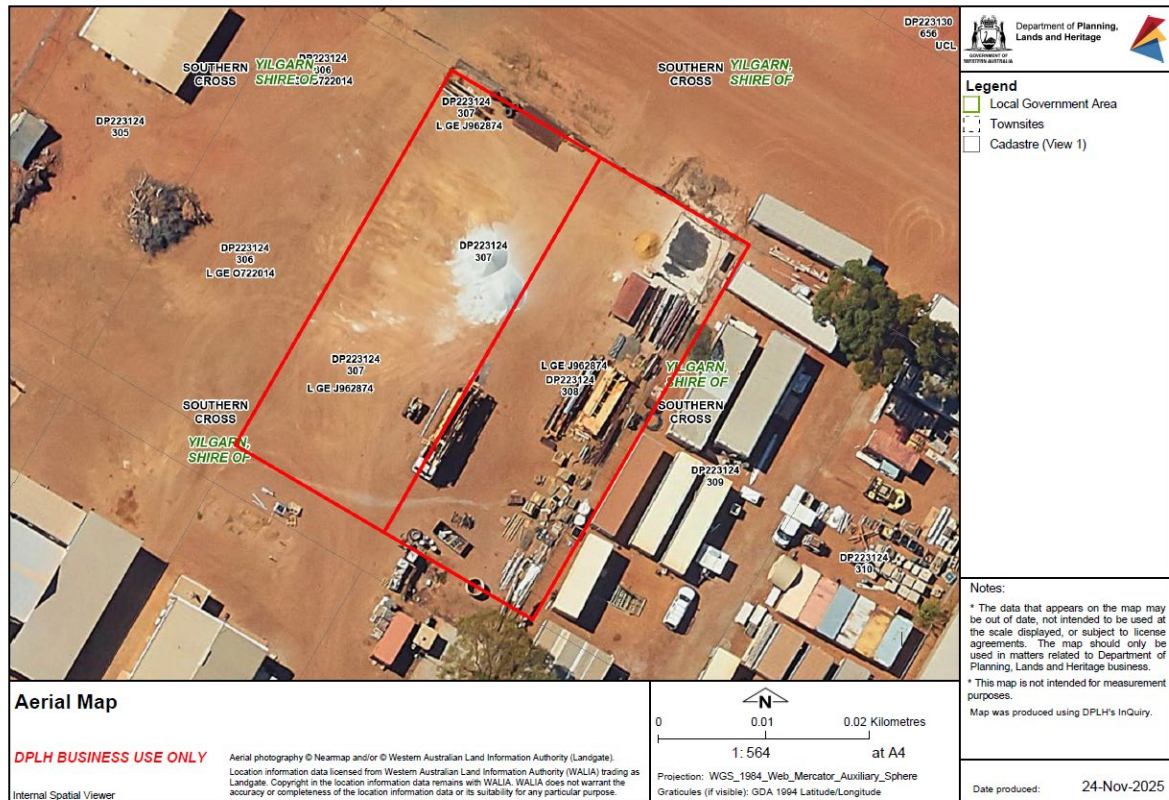 DP223130
656
UCL
SOUTHERN
CROSS
YILGARN,
SHIRE OF
DP223124
306
O722014
SOUTHERN
CROSS
YILGARN,
SHIRE OF
DP223124
305
DP223124
307
L GE J962874
DP223124
306
L GE O722014
DP223124
307
DP223124
307
L GE J962874
L GE J962874
DP223124
308
YILGARN,
SHIRE OF
SOUTHERN
CROSS
SOUTHERN
CROSS
YILGARN,
SHIRE OF
DP223124
309
DP223124
310
GOVERNMENT OF
WESTERN AUSTRALIA
Department of Planning,
Lands and Heritage
Legend
Local Government Area
Townsites
Cadastre (View 1)
Notes:
* The data that appears on the map may
be out of date, not intended to be used at
the scale displayed, or subject to license
agreements. The map should only be
used in matters related to Department of
Planning, Lands and Heritage business.
* This map is not intended for measurement
purposes.
Map was produced using DPLH's InQuiry.
Date produced: 24-Nov-2025
Aerial Map
DPLH BUSINESS USE ONLY
Internal Spatial Viewer
Aerial photography © Nearmap and/or © Western Australian Land Information Authority (Landgate).
Location information data licensed from Western Australian Land Information Authority (WALIA) trading as
Landgate. Copyright in the location information data remains with WALIA. WALIA does not warrant the
accuracy or completeness of the location information data or its suitability for any particular purpose.
N
0 0.01 0.02 Kilometres
1: 564 at A4
Projection: WGS_1984_Web_Mercator_Auxiliary_Sphere
Graticules (if visible): GDA 1994 Latitude/Longitude